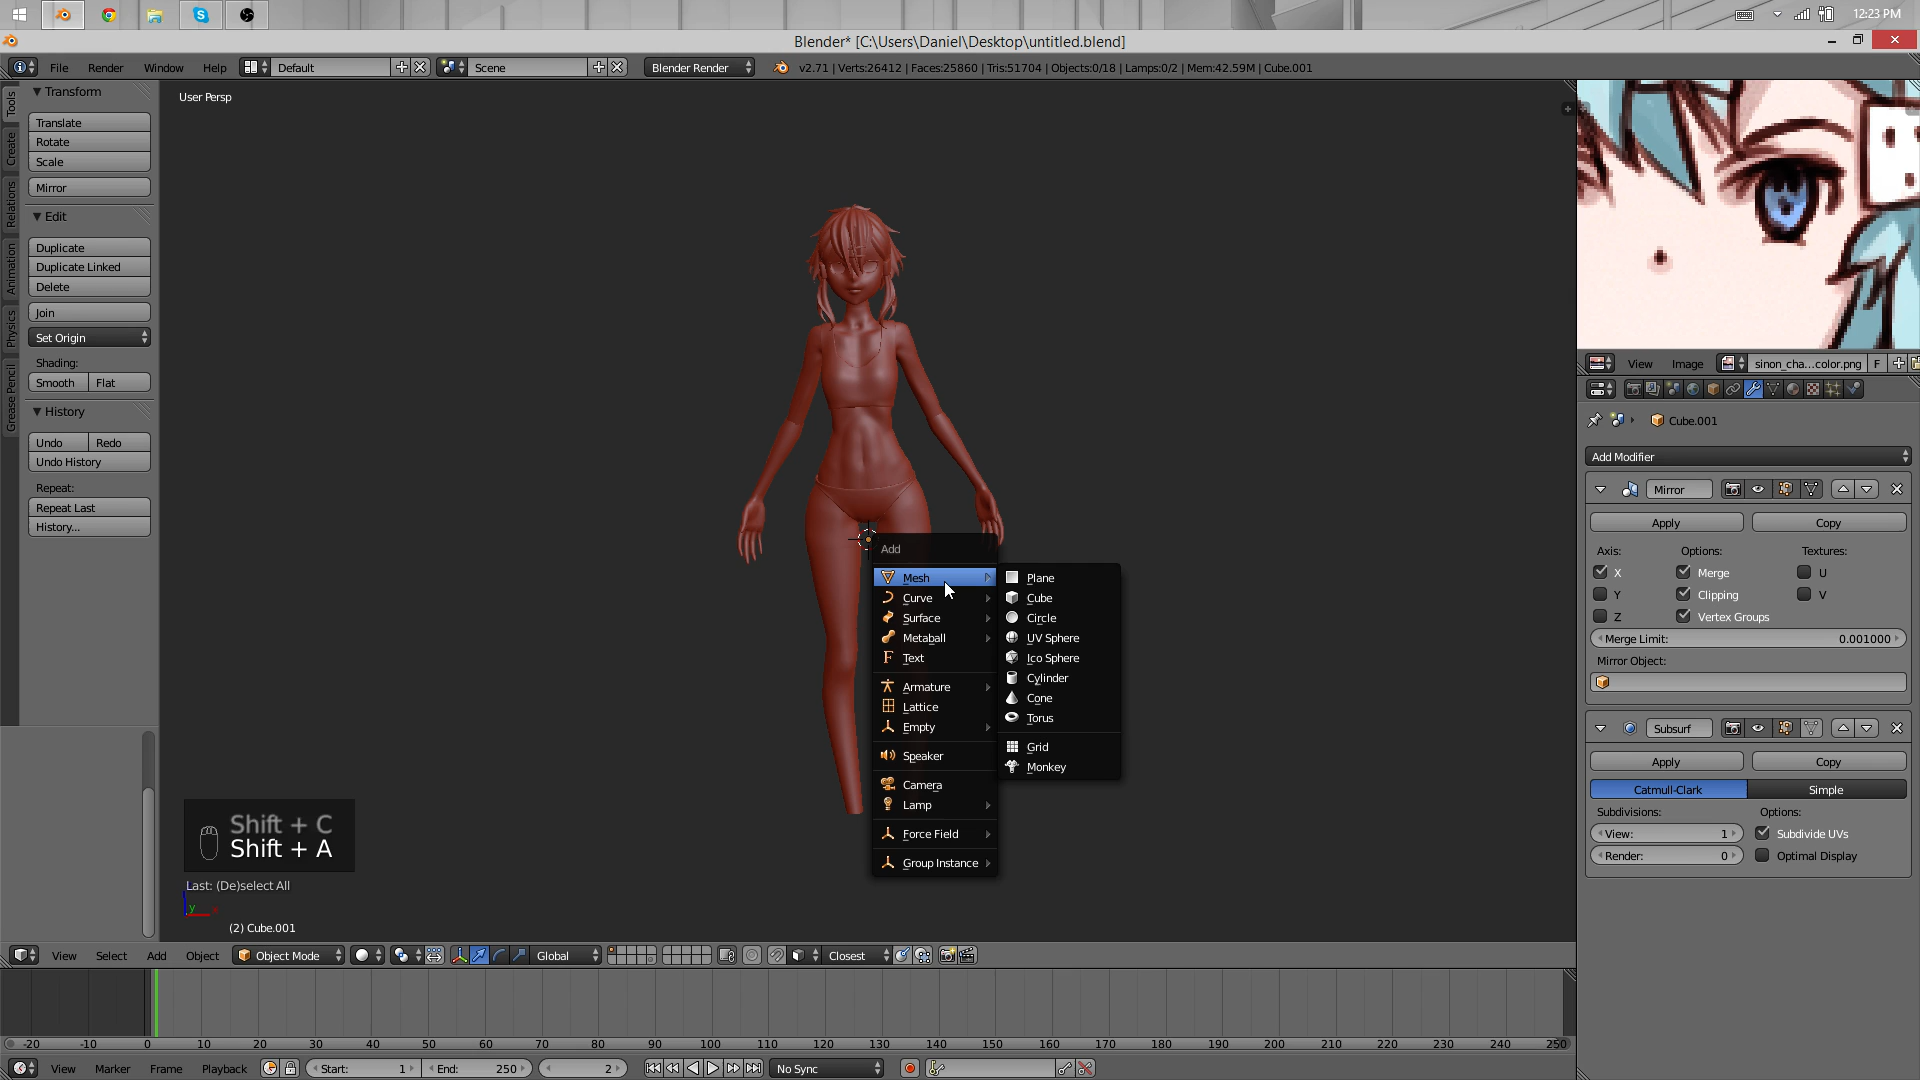 12:23 PM
Blender* [C:\Users\Daniel\Desktop\untitled.blend]
File Render Window Help Default Scene Blender Render v2.71 | Verts:26412 | Faces:25860 | Tris:51704 | Objects:0/18 | Lamps:0/2 | Mem:42.59M | Cube.001
Tools
Create
Relations
Animation
Physics
Grease Pencil
Transform
Translate
Rotate
Scale
Mirror
Edit
Duplicate
Duplicate Linked
Delete
Join
Set Origin
Shading:
Smooth Flat
History
Undo Redo
Undo History
Repeat:
Repeat Last
History...
User Persp
Add
Mesh
Curve
Surface
Metaball
Text
Armature
Lattice
Empty
Speaker
Camera
Lamp
Force Field
Group Instance
Plane
Cube
Circle
UV Sphere
Ico Sphere
Cylinder
Cone
Torus
Grid
Monkey
Shift + C
Shift + A
Last: (De)select All
y
x
(2) Cube.001
View Image sinon_cha...color.png F
Cube.001
Add Modifier
Mirror
Apply Copy
Axis: Options: Textures:
X Merge U
Y Clipping V
Z Vertex Groups
Merge Limit: 0.001000
Mirror Object:
Subsurf
Apply Copy
Catmull-Clark Simple
Subdivisions: Options:
View: 1 Subdivide UVs
Render: 0 Optimal Display
View Select Add Object Object Mode Global Closest
-20 -10 0 10 20 30 40 50 60 70 80 90 100 110 120 130 140 150 160 170 180 190 200 210 220 230 240 250
View Marker Frame Playback Start: 1 End: 250 2 No Sync